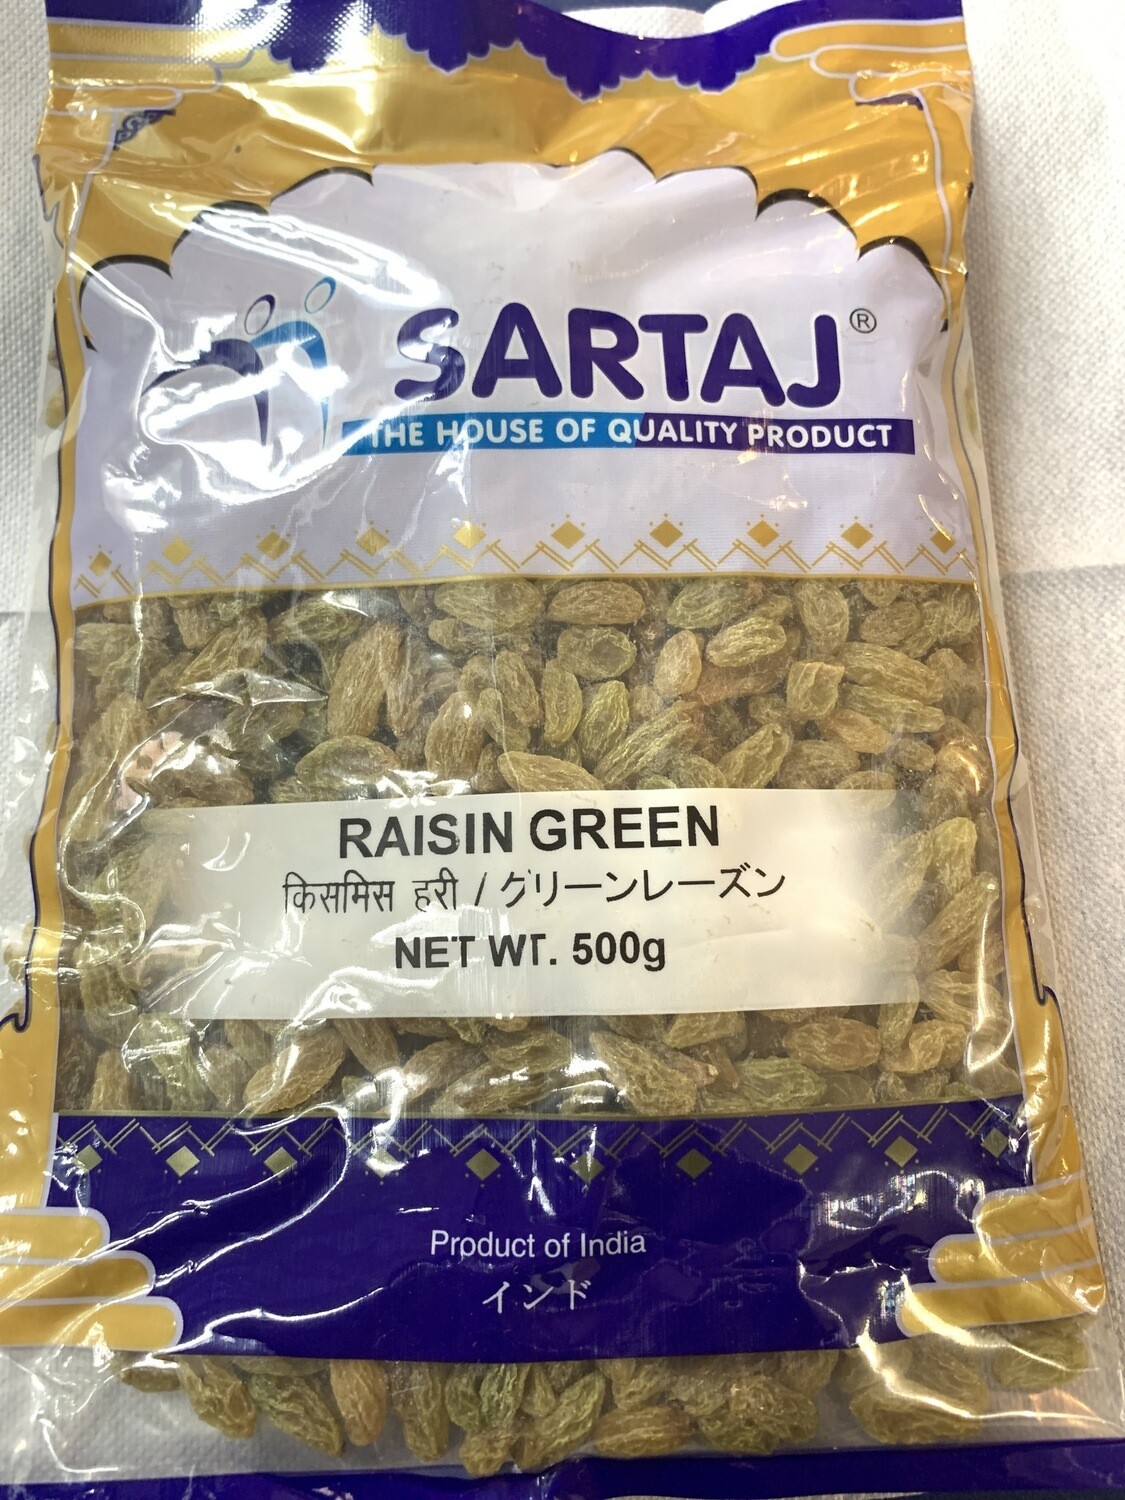 SARTAJ®
THE HOUSE OF QUALITY PRODUCT
RAISIN GREEN
किसमिस हरी / グリーンレーズン
NET WT. 500g
Product of India
インド